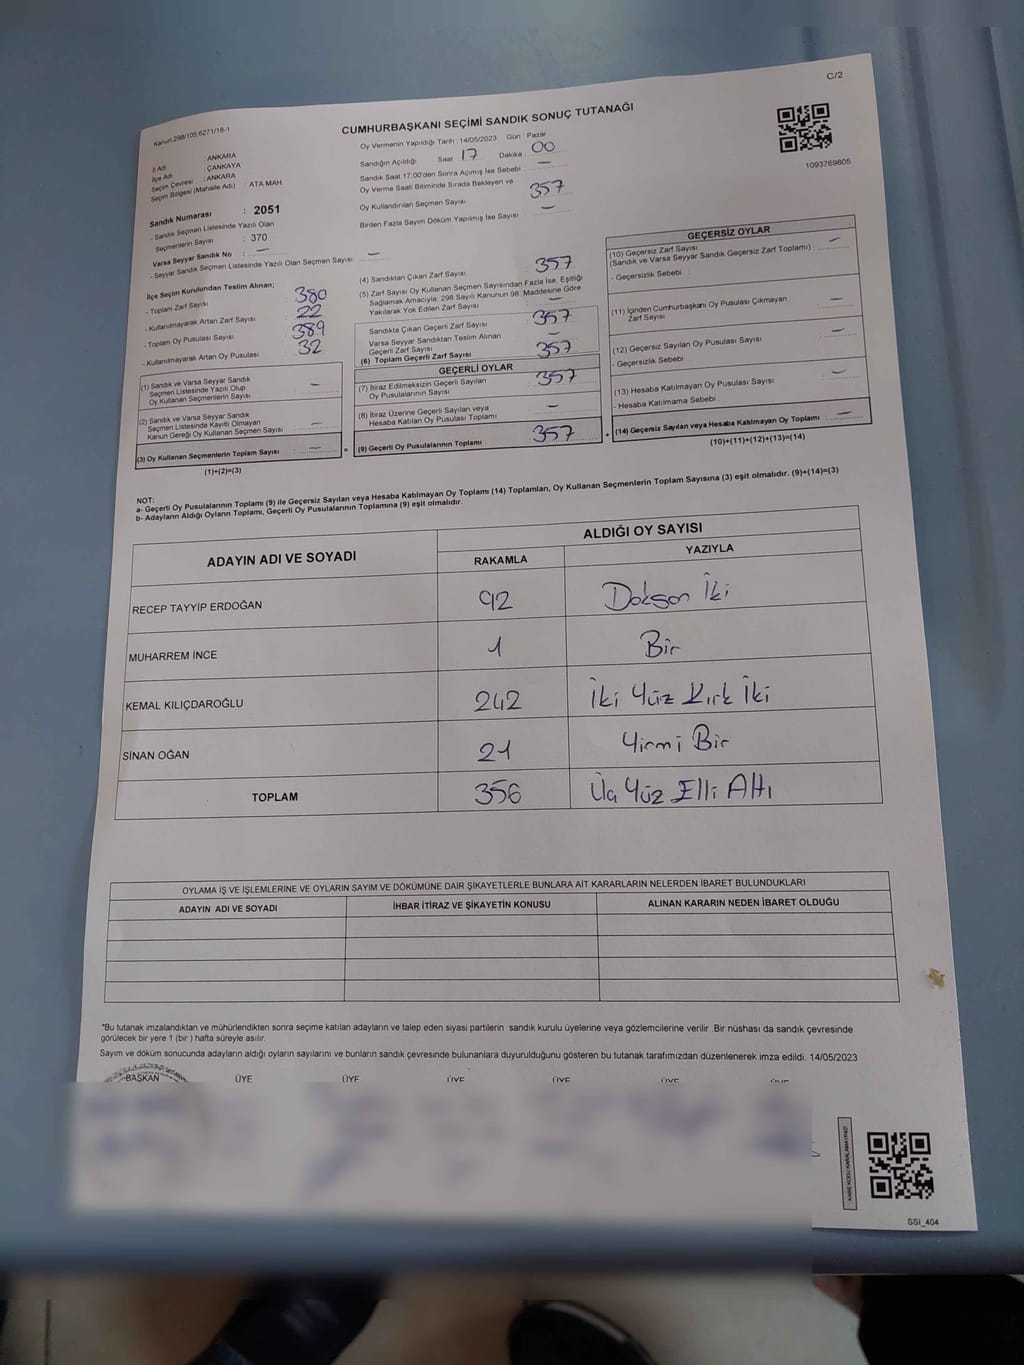 C/2
Kanun:298/105;6271/18-1
CUMHURBAŞKANI SEÇİMİ SANDIK SONUÇ TUTANAĞI
1093769805
İl Adı : ANKARA
İlçe Adı : ÇANKAYA
Seçim Çevresi : ANKARA
Seçim Bölgesi (Mahalle Adı) : ATA MAH.
Sandık Numarası : 2051
- Sandık Seçmen Listesinde Yazılı Olan
Seçmenlerin Sayısı : 370
Varsa Seyyar Sandık No : —
- Seyyar Sandık Seçmen Listesinde Yazılı Olan Seçmen Sayısı : —
Oy Vermenin Yapıldığı Tarih : 14/05/2023 Gün : Pazar
Sandığın Açıldığı Saat : 17 Dakika : 00
Sandık Saat 17:00'den Sonra Açılmış İse Sebebi : —
Oy Verme Saati Bitiminde Sırada Bekleyen ve
Oy Kullandırılan Seçmen Sayısı 357
Birden Fazla Sayım Döküm Yapılmış İse Sayısı : —
İlçe Seçim Kurulundan Teslim Alınan;
- Toplam Zarf Sayısı : 380
- Kullanılmayarak Artan Zarf Sayısı : 22
- Toplam Oy Pusulası Sayısı : 389
- Kullanılmayarak Artan Oy Pusulası : 32
(1) Sandık ve Varsa Seyyar Sandık
Seçmen Listesinde Yazılı Olup
Oy Kullanan Seçmenlerin Sayısı : —
(2) Sandık ve Varsa Seyyar Sandık
Seçmen Listesinde Kayıtlı Olmayan
Kanun Gereği Oy Kullanan Seçmen Sayısı : —
(3) Oy Kullanan Seçmenlerin Toplam Sayısı : —
(1)+(2)=(3)
(4) Sandıktan Çıkan Zarf Sayısı 357
(5) Zarf Sayısı Oy Kullanan Seçmen Sayısından Fazla İse, Eşitliği
Sağlamak Amacıyla; 298 Sayılı Kanunun 98. Maddesine Göre
Yakılarak Yok Edilen Zarf Sayısı : —
Sandıkta Çıkan Geçerli Zarf Sayısı : 357
Varsa Seyyar Sandıktan Teslim Alınan
Geçerli Zarf Sayısı : —
(6) Toplam Geçerli Zarf Sayısı : 357
GEÇERLİ OYLAR
(7) İtiraz Edilmeksizin Geçerli Sayılan
Oy Pusulalarının Sayısı : 357
(8) İtiraz Üzerine Geçerli Sayılan veya
Hesaba Katılan Oy Pusulası Toplamı : —
= (9) Geçerli Oy Pusulalarının Toplamı : 357 +
GEÇERSİZ OYLAR
(10) Geçersiz Zarf Sayısı
(Sandık ve Varsa Seyyar Sandık Geçersiz Zarf Toplamı) : —
- Geçersizlik Sebebi :
(11) İçinden Cumhurbaşkanı Oy Pusulası Çıkmayan
Zarf Sayısı : —
(12) Geçersiz Sayılan Oy Pusulası Sayısı : —
- Geçersizlik Sebebi :
(13) Hesaba Katılmayan Oy Pusulası Sayısı : —
- Hesaba Katılmama Sebebi :
(14) Geçersiz Sayılan veya Hesaba Katılmayan Oy Toplamı : —
(10)+(11)+(12)+(13)=(14)
NOT:
a- Geçerli Oy Pusulalarının Toplamı (9) ile Geçersiz Sayılan veya Hesaba Katılmayan Oy Toplamı (14) Toplamları, Oy Kullanan Seçmenlerin Toplam Sayısına (3) eşit olmalıdır. (9)+(14)=(3)
b- Adayların Aldığı Oyların Toplamı, Geçerli Oy Pusulalarının Toplamına (9) eşit olmalıdır.
ADAYIN ADI VE SOYADI ALDIĞI OY SAYISI
RAKAMLA YAZIYLA
RECEP TAYYİP ERDOĞAN 92 Doksan İki
MUHARREM İNCE 1 Bir
KEMAL KILIÇDAROĞLU 242 İki Yüz Kırk İki
SİNAN OĞAN 21 Yirmi Bir
TOPLAM 356 Üç Yüz Elli Altı
OYLAMA İŞ VE İŞLEMLERİNE VE OYLARIN SAYIM VE DÖKÜMÜNE DAİR ŞİKAYETLERLE BUNLARA AİT KARARLARIN NELERDEN İBARET BULUNDUKLARI
ADAYIN ADI VE SOYADI İHBAR İTİRAZ VE ŞİKAYETİN KONUSU ALINAN KARARIN NEDEN İBARET OLDUĞU
*Bu tutanak imzalandıktan ve mühürlendikten sonra seçime katılan adayların ve talep eden siyasi partilerin sandık kurulu üyelerine veya gözlemcilerine verilir. Bir nüshası da sandık çevresinde
görülecek bir yere 1 (bir ) hafta süreyle asılır.
Sayım ve döküm sonucunda adayların aldığı oyların sayılarını ve bunların sandık çevresinde bulunanlara duyurulduğunu gösteren bu tutanak tarafımızdan düzenlenerek imza edildi. 14/05/2023
BAŞKAN ÜYE ÜYE ÜYE ÜYE ÜYE
KARE KODU KARALAMAYINIZ!
SSI_404